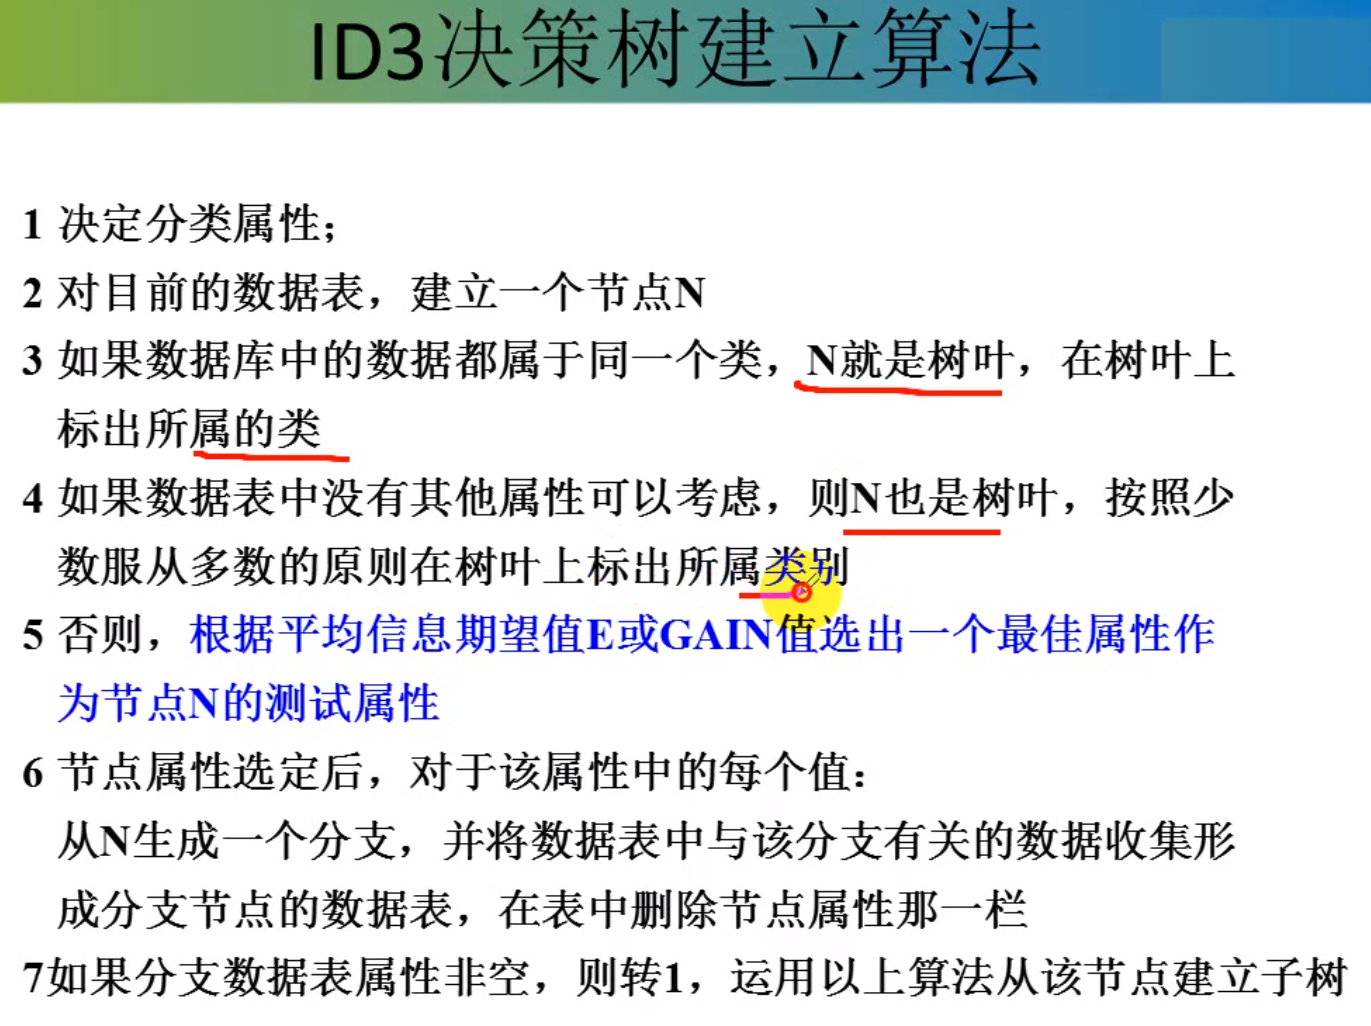 ID3决策树建立算法
1 决定分类属性；
2 对目前的数据表，建立一个节点N
3 如果数据库中的数据都属于同一个类，N就是树叶，在树叶上
标出所属的类
4 如果数据表中没有其他属性可以考虑，则N也是树叶，按照少
数服从多数的原则在树叶上标出所属类别
5 否则，根据平均信息期望值E或GAIN值选出一个最佳属性作
为节点N的测试属性
6 节点属性选定后，对于该属性中的每个值：
从N生成一个分支，并将数据表中与该分支有关的数据收集形
成分支节点的数据表，在表中删除节点属性那一栏
7如果分支数据表属性非空，则转1，运用以上算法从该节点建立子树